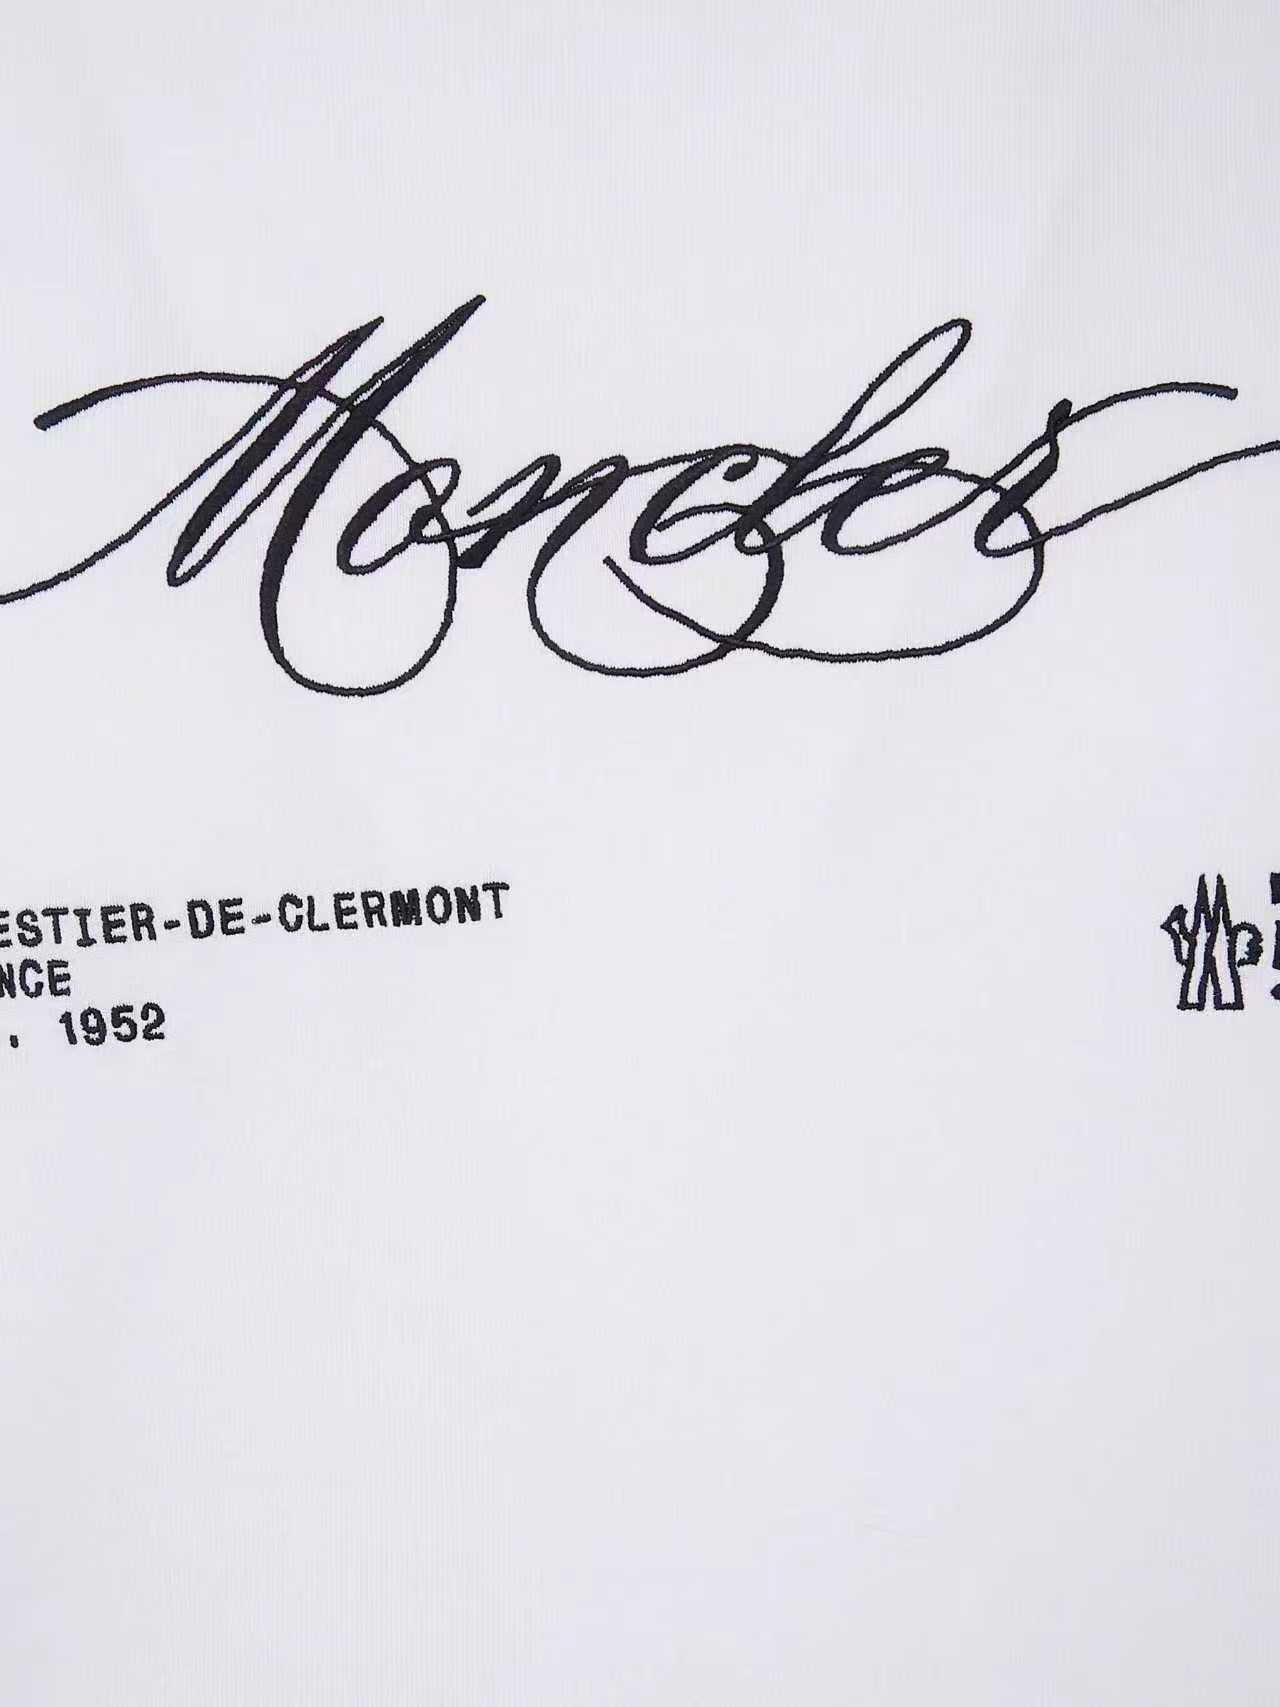 Moncler
ESTIER-DE-CLERMONT
NCE
. 1952